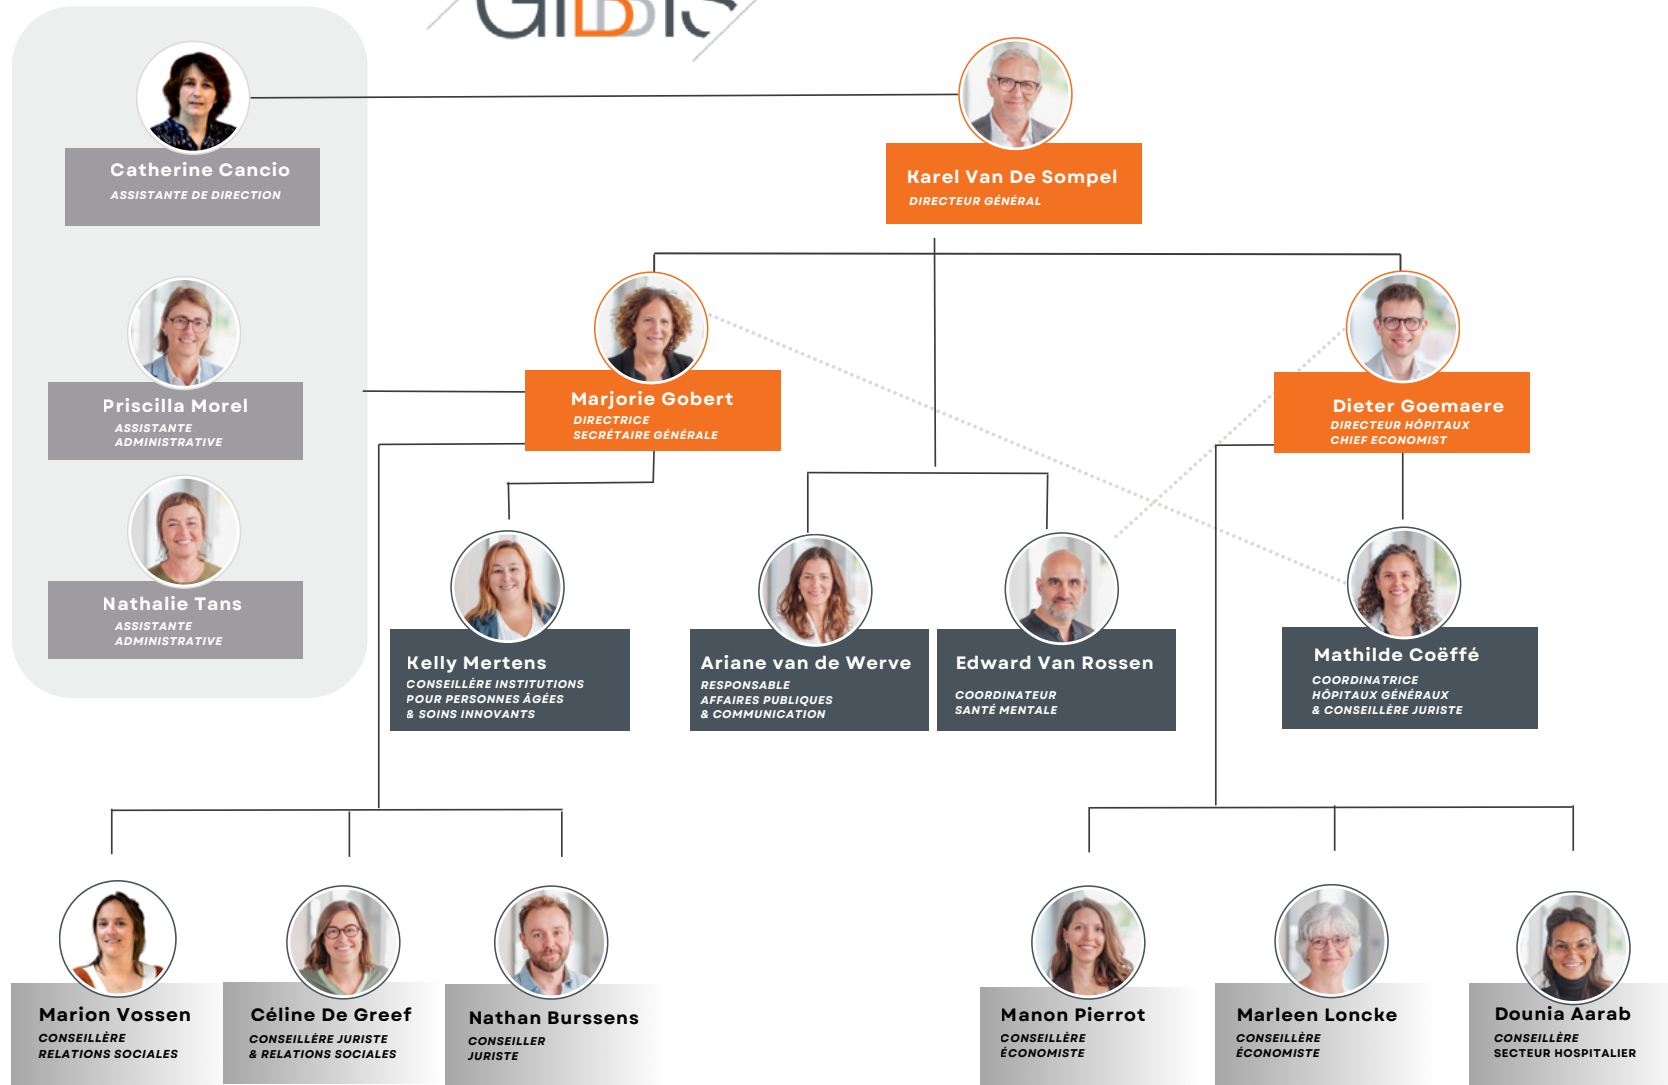 GIBBIS
Catherine Cancio
ASSISTANTE DE DIRECTION
Karel Van De Sompel
DIRECTEUR GÉNÉRAL
Priscilla Morel
ASSISTANTE
ADMINISTRATIVE
Marjorie Gobert
DIRECTRICE
SECRÉTAIRE GÉNÉRALE
Dieter Goemaere
DIRECTEUR HÔPITAUX
CHIEF ECONOMIST
Nathalie Tans
ASSISTANTE
ADMINISTRATIVE
Kelly Mertens
CONSEILLÈRE INSTITUTIONS
POUR PERSONNES ÂGÉES
& SOINS INNOVANTS
Ariane van de Werve
RESPONSABLE
AFFAIRES PUBLIQUES
& COMMUNICATION
Edward Van Rossen
COORDINATEUR
SANTÉ MENTALE
Mathilde Coëffé
COORDINATRICE
HÔPITAUX GÉNÉRAUX
& CONSEILLÈRE JURISTE
Marion Vossen
CONSEILLÈRE
RELATIONS SOCIALES
Céline De Greef
CONSEILLÈRE JURISTE
& RELATIONS SOCIALES
Nathan Burssens
CONSEILLER
JURISTE
Manon Pierrot
CONSEILLÈRE
ÉCONOMISTE
Marleen Loncke
CONSEILLÈRE
ÉCONOMISTE
Dounia Aarab
CONSEILLÈRE
SECTEUR HOSPITALIER